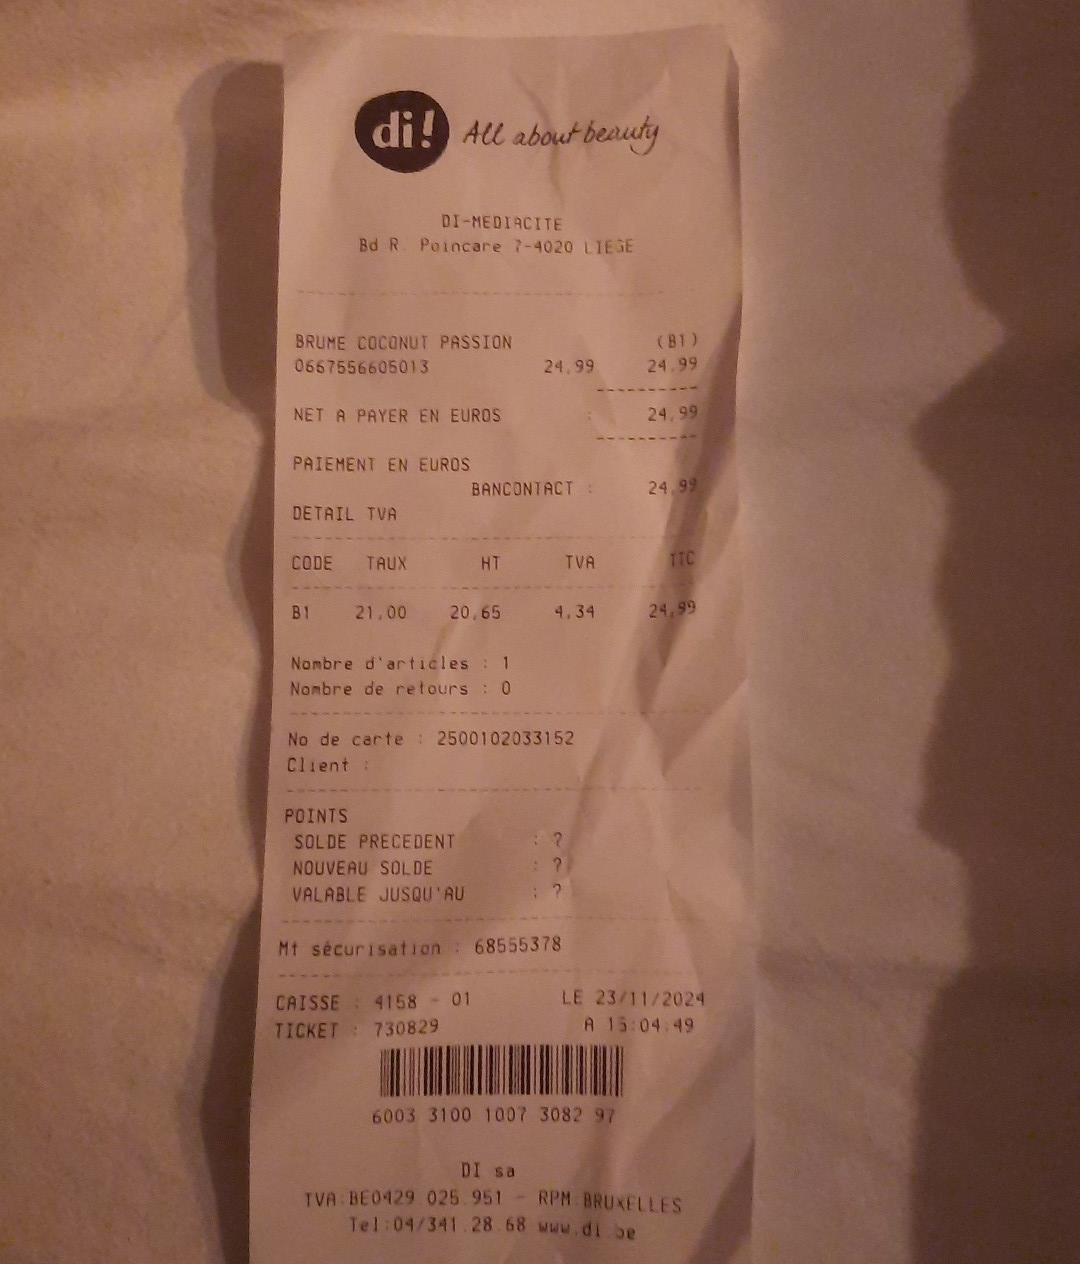 di! All about beauty
DI-MEDIACITE
Bd R. Poincare 7-4020 LIEGE
BRUME COCONUT PASSION (B1)
0667556605013 24,99 24,99
NET A PAYER EN EUROS : 24,99
PAIEMENT EN EUROS
BANCONTACT : 24,99
DETAIL TVA
CODE TAUX HT TVA TTC
B1 21,00 20,65 4,34 24,99
Nombre d'articles : 1
Nombre de retours : 0
No de carte : 2500102033152
Client :
POINTS
SOLDE PRECEDENT : ?
NOUVEAU SOLDE : ?
VALABLE JUSQU'AU : ?
Mt sécurisation : 68555378
CAISSE : 4158 - 01 LE 23/11/2024
TICKET : 730829 A 15:04:49
6003 3100 1007 3082 97
DI sa
TVA:BE0429 025 951 - RPM:BRUXELLES
Tel:04/341.28.68 www.di.be